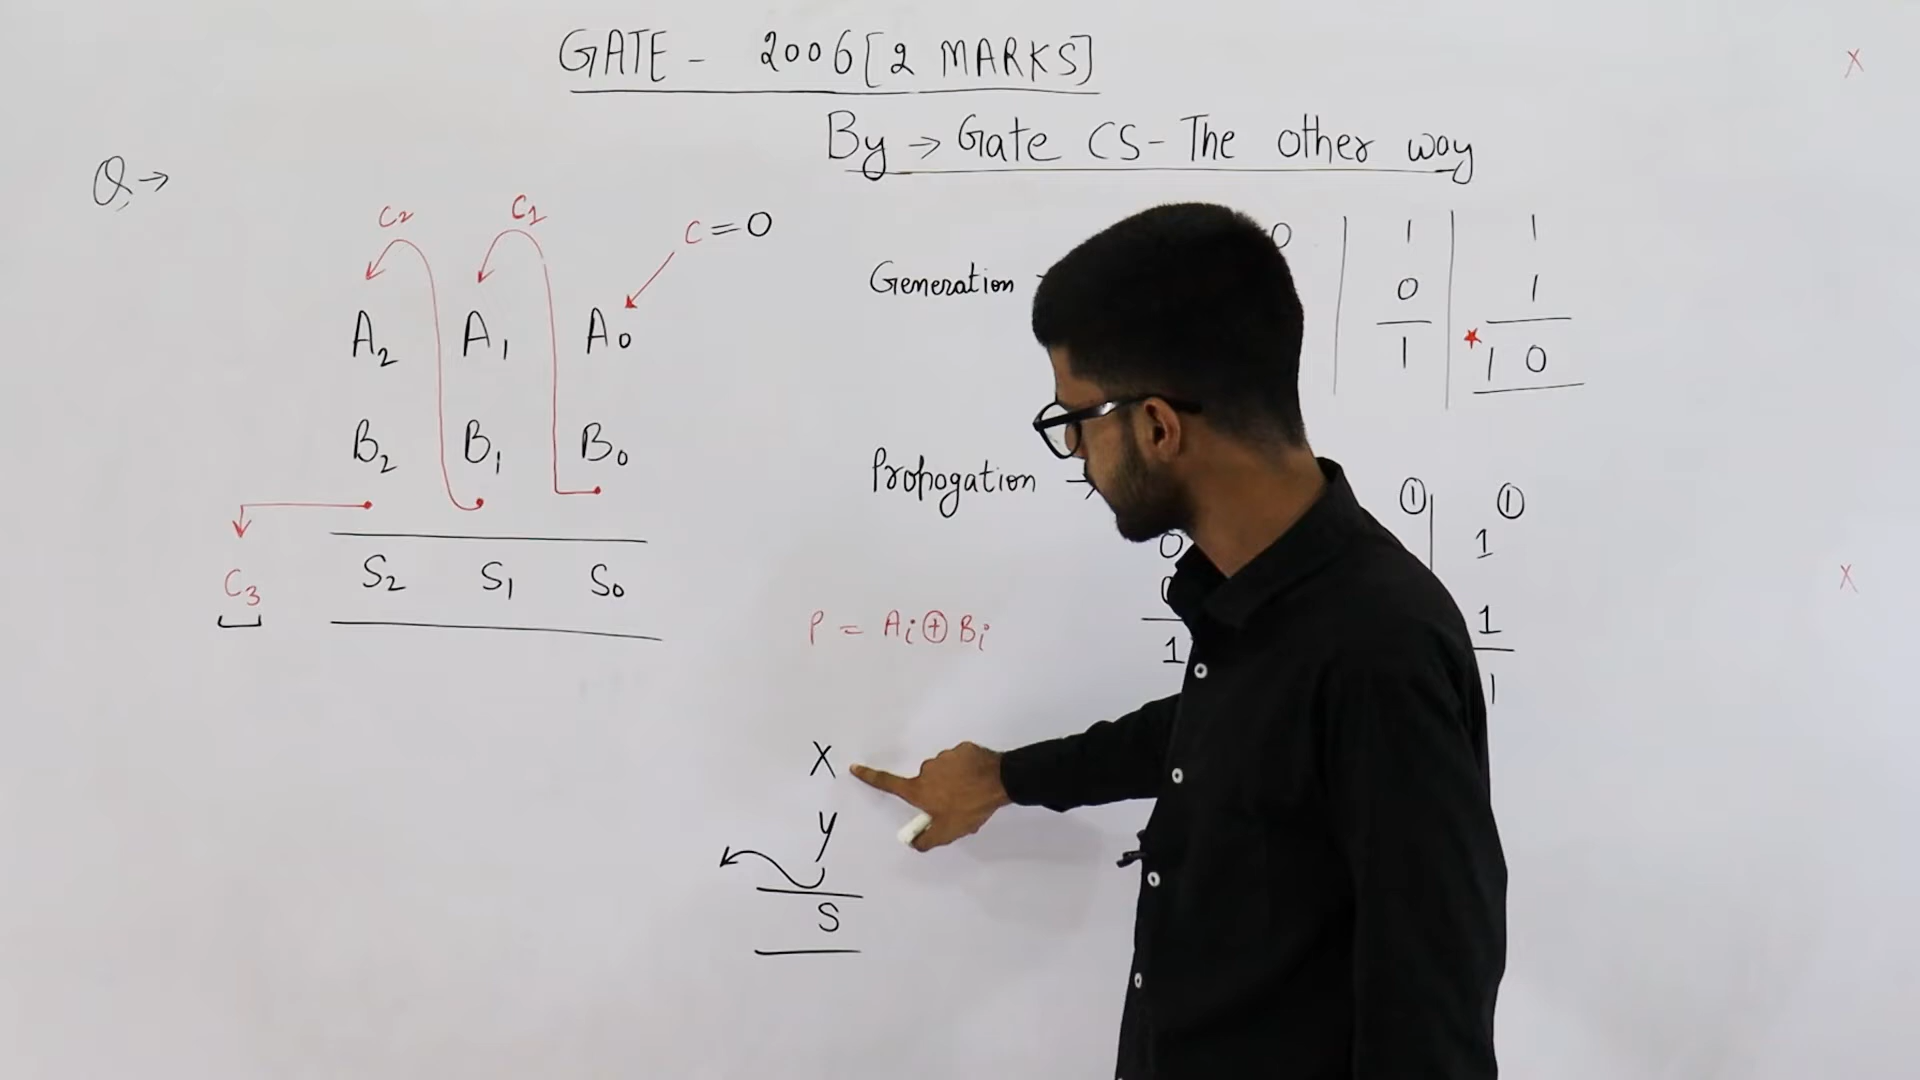 GATE - 2006 [2 MARKS]
By → Gate CS - The other way
Q →
C2 C1 C = 0
A2 A1 A0
B2 B1 B0
C3 S2 S1 S0
Generation
0 1 1
0 1
1 * 1 0
Propogation →
① ①
0 1
1
1 1
P = Ai ⊕ Bi
X
Y
S
X
X